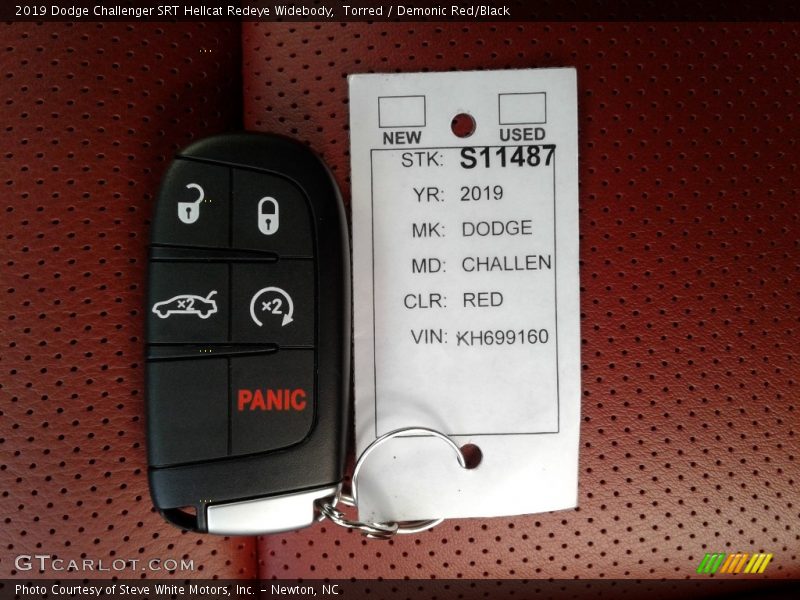 2019 Dodge Challenger SRT Hellcat Redeye Widebody,  Torred / Demonic Red/Black
NEW USED
STK: S11487
YR: 2019
MK: DODGE
MD: CHALLEN
CLR: RED
VIN: KH699160
x2 x2
PANIC
GTcarlot.com
Photo Courtesy of Steve White Motors, Inc. – Newton, NC